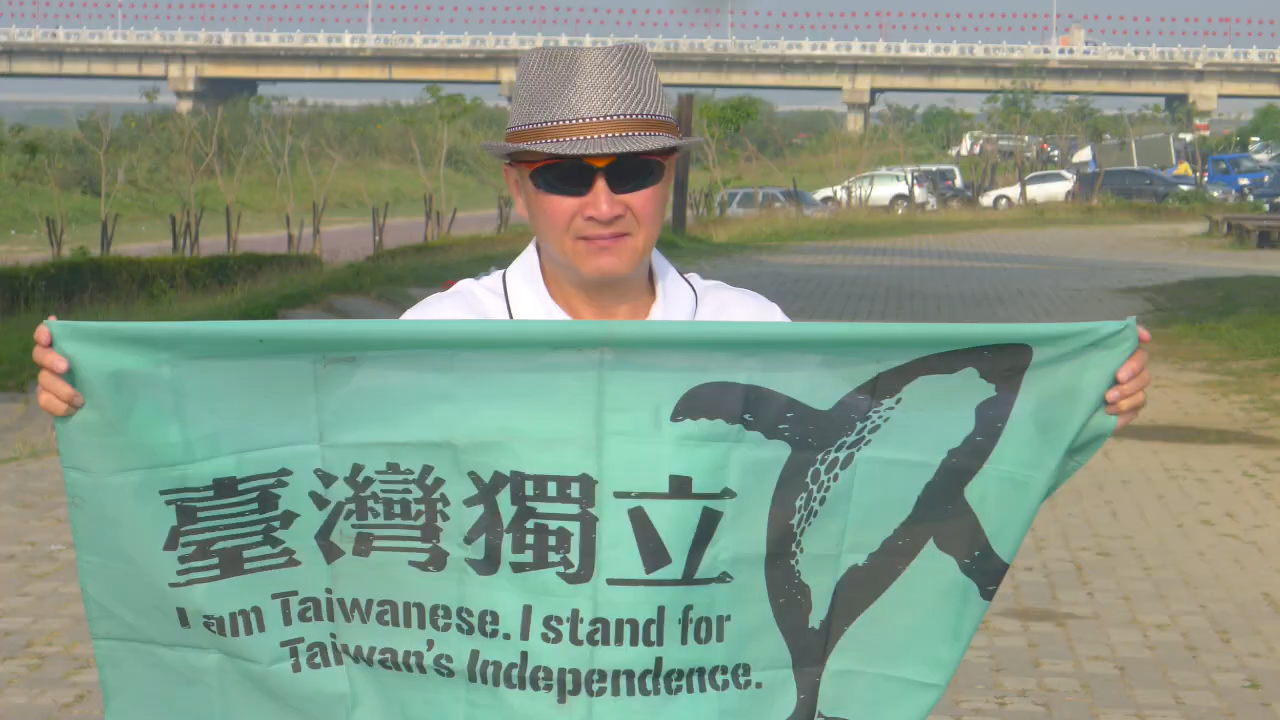 臺灣獨立
I am Taiwanese. I stand for
Taiwan's Independence.